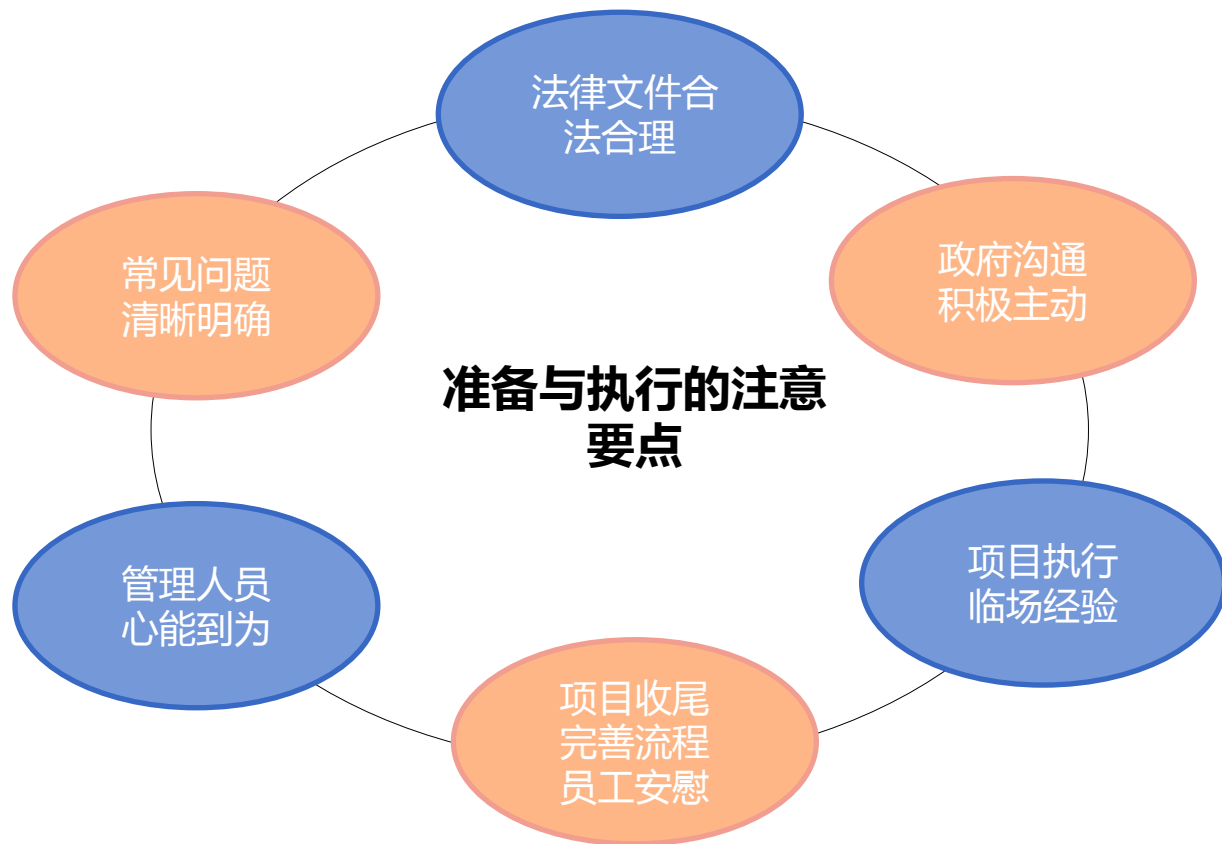 法律文件合
法合理
政府沟通
积极主动
项目执行
临场经验
项目收尾
完善流程
员工安慰
管理人员
心能到为
常见问题
清晰明确
准备与执行的注意
要点